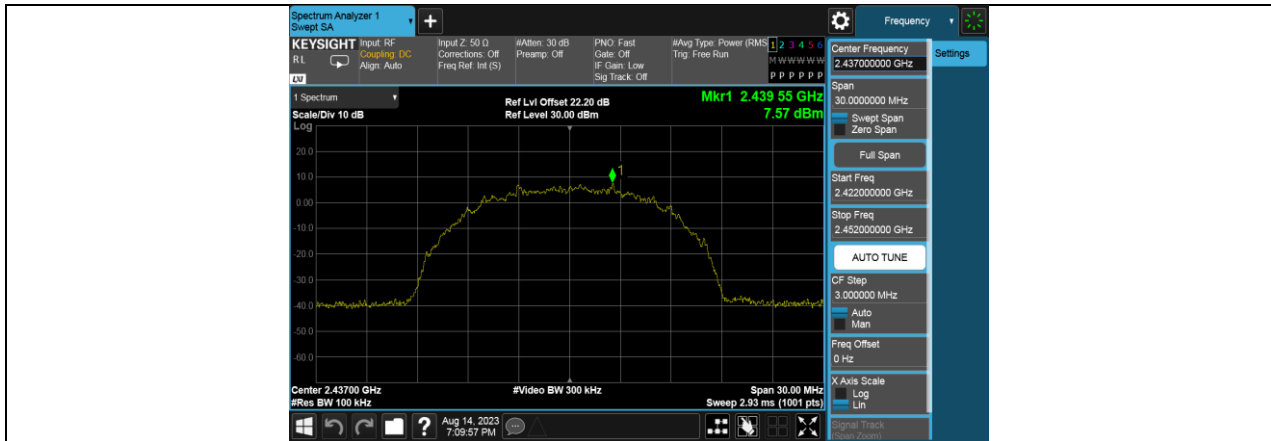 Spectrum Analyzer 1
Swept SA
Frequency
KEYSIGHT
RL
LXI
Input: RF
Coupling: DC
Align: Auto
Input Z: 50 Ω
Corrections: Off
Freq Ref: Int (S)
#Atten: 30 dB
Preamp: Off
PNO: Fast
Gate: Off
IF Gain: Low
Sig Track: Off
#Avg Type: Power (RMS
Trig: Free Run
1 2 3 4 5 6
M W W W W W
P P P P P P
1 Spectrum
Scale/Div 10 dB
Log
Ref Lvl Offset 22.20 dB
Ref Level 30.00 dBm
Mkr1 2.439 55 GHz
7.57 dBm
1
20.0
10.0
0.00
-10.0
-20.0
-30.0
-40.0
-50.0
-60.0
Center 2.43700 GHz
#Res BW 100 kHz
#Video BW 300 kHz
Span 30.00 MHz
Sweep 2.93 ms (1001 pts)
Center Frequency
2.437000000 GHz
Settings
Span
30.0000000 MHz
Swept Span
Zero Span
Full Span
Start Freq
2.422000000 GHz
Stop Freq
2.452000000 GHz
AUTO TUNE
CF Step
3.000000 MHz
Auto
Man
Freq Offset
0 Hz
X Axis Scale
Log
Lin
Signal Track
(Span Zoom)
?
Aug 14, 2023
7:09:57 PM